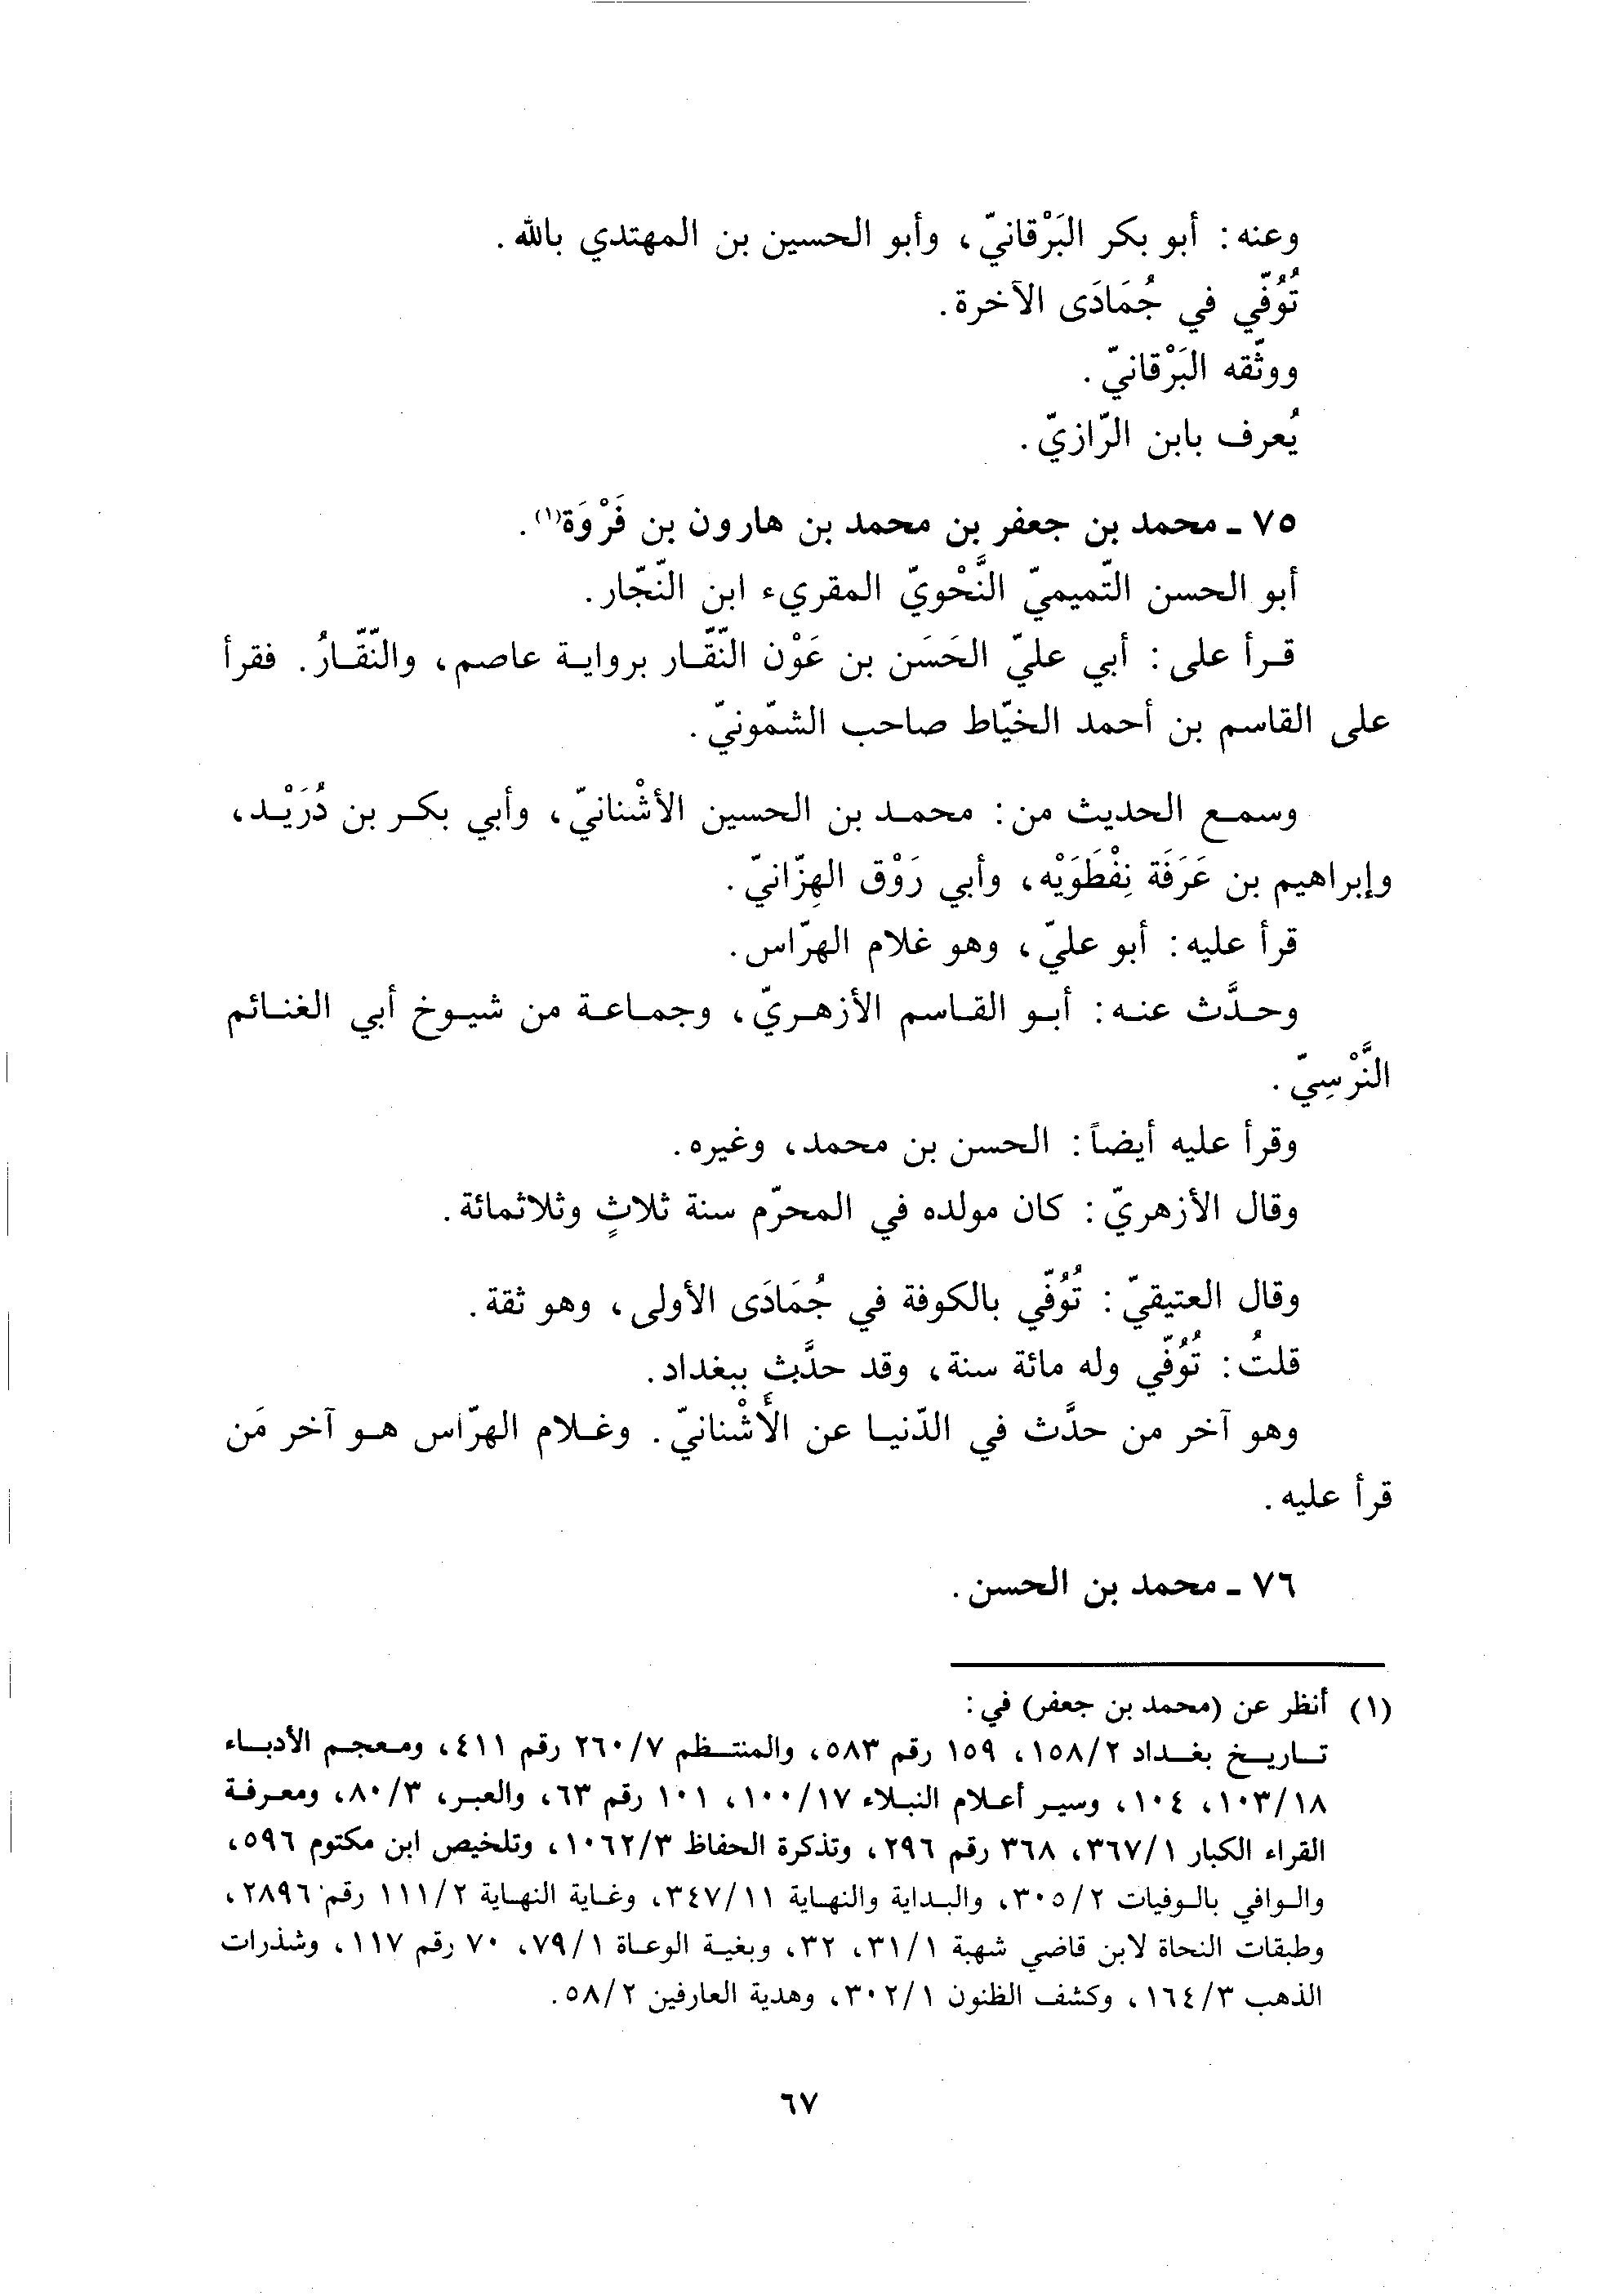 وعنه: أبو بكر البَرْقانيّ، وأبو الحسين بن المهتدي بالله.
تُوُفّي في جُمَادَى الآخرة.
ووثّقه البَرْقانيّ.
يُعرف بابن الرّازيّ.
٧٥ ـ محمد بن جعفر بن محمد بن هارون بن فَرْوَة(١).
أبو الحسن التّميميّ النَّحْويّ المقريء ابن النّجّار.
قرأ على: أبي عليّ الحَسَن بن عَوْن النّقّار برواية عاصم، والنّقّارُ. فقرأ
على القاسم بن أحمد الخيّاط صاحب الشمّونيّ.
وسمع الحديث من: محمد بن الحسين الأشْنانيّ، وأبي بكر بن دُرَيْد،
وإبراهيم بن عَرَفَة نِفْطَوَيْه، وأبي رَوْق الهِزّانيّ.
قرأ عليه: أبو عليّ، وهو غلام الهرّاس.
وحدَّث عنه: أبو القاسم الأزهريّ، وجماعة من شيوخ أبي الغنائم
النَّرْسِيّ.
وقرأ عليه أيضاً: الحسن بن محمد، وغيره.
وقال الأزهريّ: كان مولده في المحرّم سنة ثلاثٍ وثلاثمائة.
وقال العتيقيّ: تُوُفّي بالكوفة في جُمَادَى الأولى، وهو ثقة.
قلتُ: تُوُفّي وله مائة سنة، وقد حدَّث ببغداد.
وهو آخر من حدَّث في الدّنيا عن الأُشْنانيّ. وغلام الهرّاس هو آخر مَن
قرأ عليه.
٧٦ ـ محمد بن الحسن.
(١) أنظر عن (محمد بن جعفر) في:
تاريخ بغداد ١٥٨/٢، ١٥٩ رقم ٥٨٣، والمنتظم ٢٦٠/٧ رقم ٤١١، ومعجم الأدباء
١٠٣/١٨، ١٠٤، وسير أعلام النبلاء ١٠٠/١٧، ١٠١ رقم ٦٣، والعبر، ٨٠/٣، ومعرفة
القراء الكبار ٣٦٧/١، ٣٦٨ رقم ٢٩٦، وتذكرة الحفاظ ١٠٦٢/٣، وتلخيص ابن مكتوم ٥٩٦،
والوافي بالوفيات ٣٠٥/٢، والبداية والنهاية ٣٤٧/١١، وغاية النهاية ١١١/٢ رقم ٢٨٩٦،
وطبقات النحاة لابن قاضي شهبة ٣١/١، ٣٢، وبغية الوعاة ٧٩/١، ٧٠ رقم ١١٧، وشذرات
الذهب ١٦٤/٣، وكشف الظنون ٣٠٢/١، وهدية العارفين ٥٨/٢.
٦٧